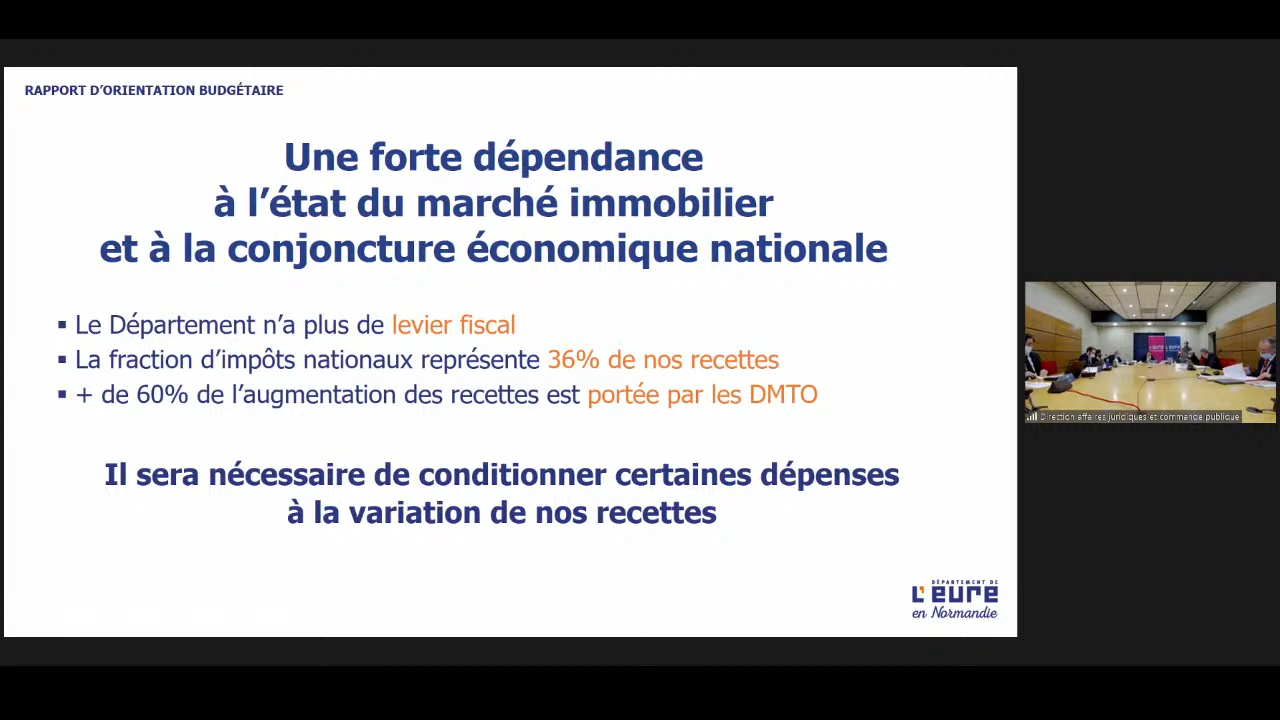 RAPPORT D'ORIENTATION BUDGÉTAIRE
Une forte dépendance
à l'état du marché immobilier
et à la conjoncture économique nationale
▪ Le Département n'a plus de levier fiscal
▪ La fraction d'impôts nationaux représente 36% de nos recettes
▪ + de 60% de l'augmentation des recettes est portée par les DMTO
Il sera nécessaire de conditionner certaines dépenses
à la variation de nos recettes
DÉPARTEMENT DE
L'eure
en Normandie
Direction affaires juridiques et commande publique